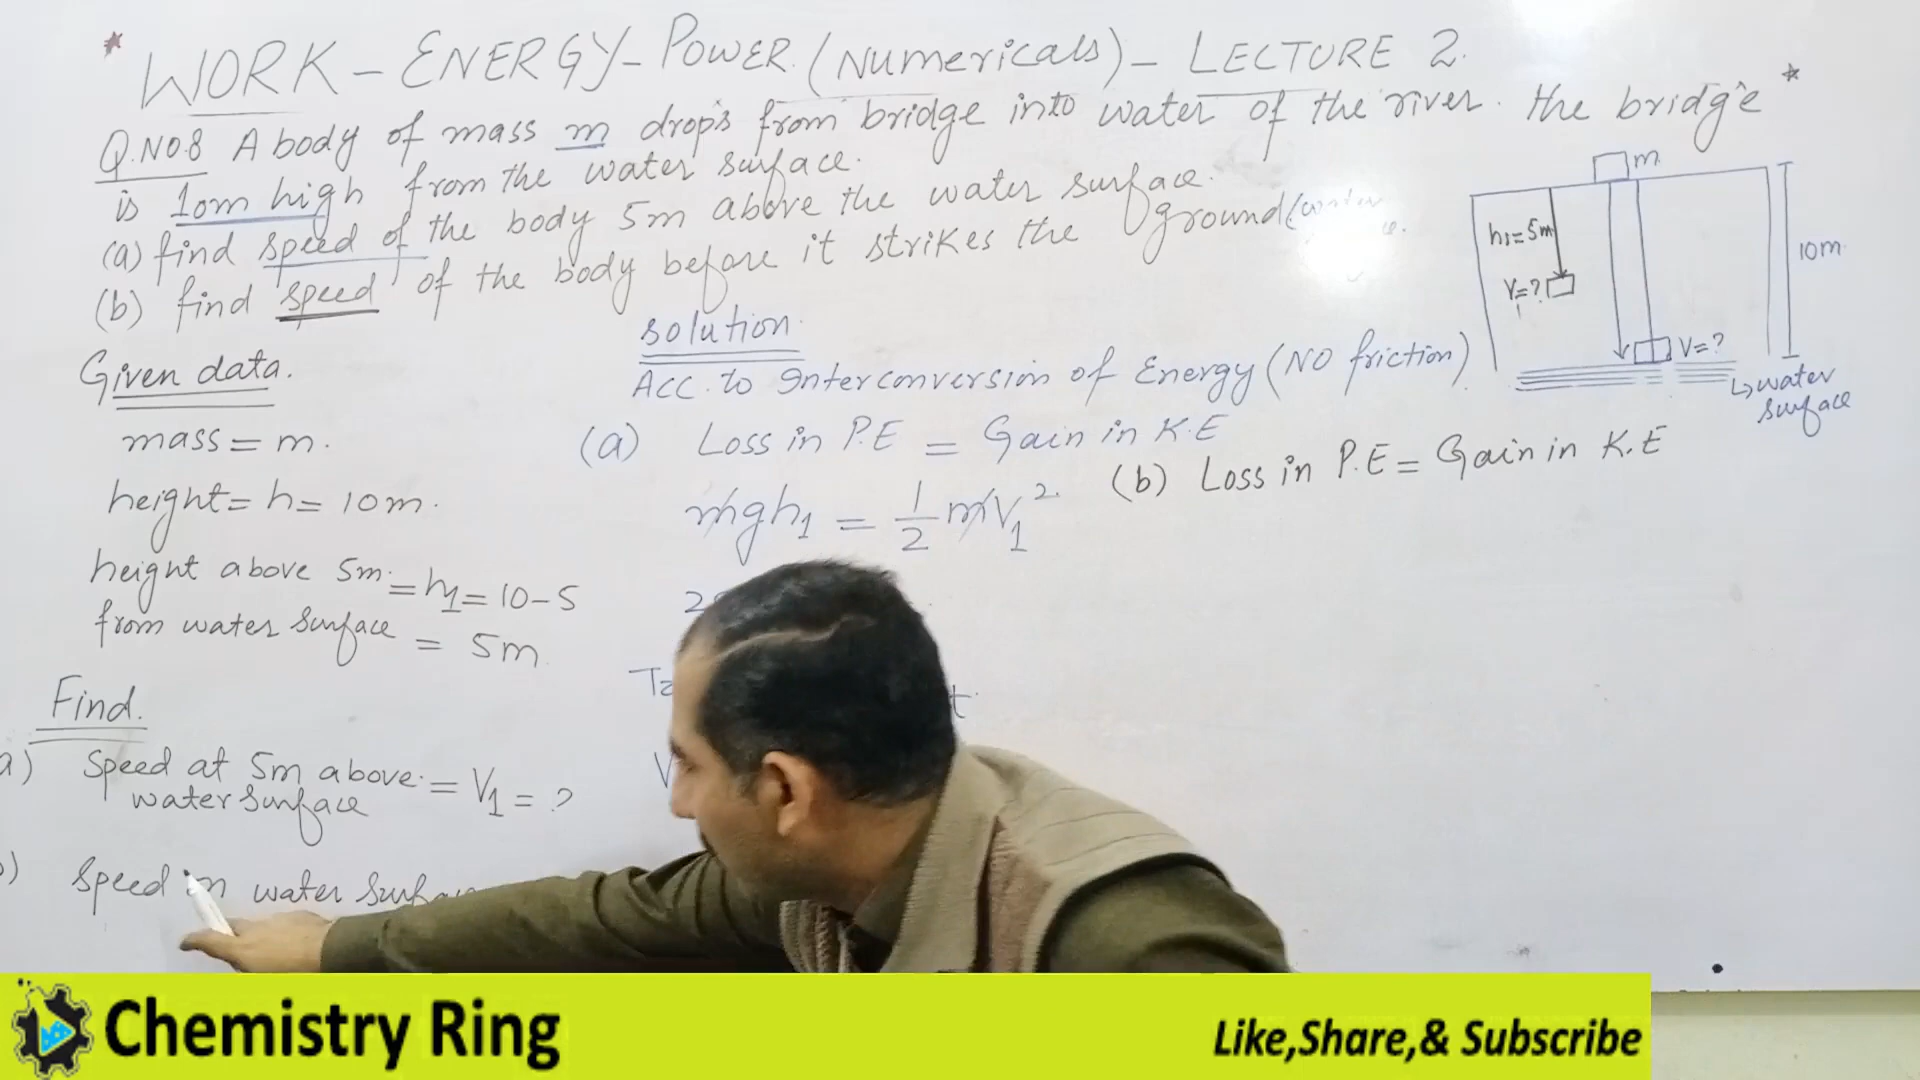 * WORK - ENERGY - POWER (Numericals) - LECTURE 2. *
Q.NO.8 A body of mass m drops from bridge into water of the river. The bridge
is 10m high from the water surface.
(a) find speed of the body 5m above the water surface.
(b) find speed of the body before it strikes the ground (water
m
h1=5m
V1=?
10m
V=?
water
surface
Given data.
mass = m.
height = h = 10m.
height above 5m = h1 = 10-5
from water surface = 5m
Find.
a) Speed at 5m above = V1 = ?
water surface
) Speed on water
Solution.
Acc. to Interconversion of Energy (NO friction)
(a) Loss in P.E = Gain in K.E
mgh1 = 1/2 mV1²
2
V
(b) Loss in P.E = Gain in K.E
Chemistry Ring
Like,Share,& Subscribe